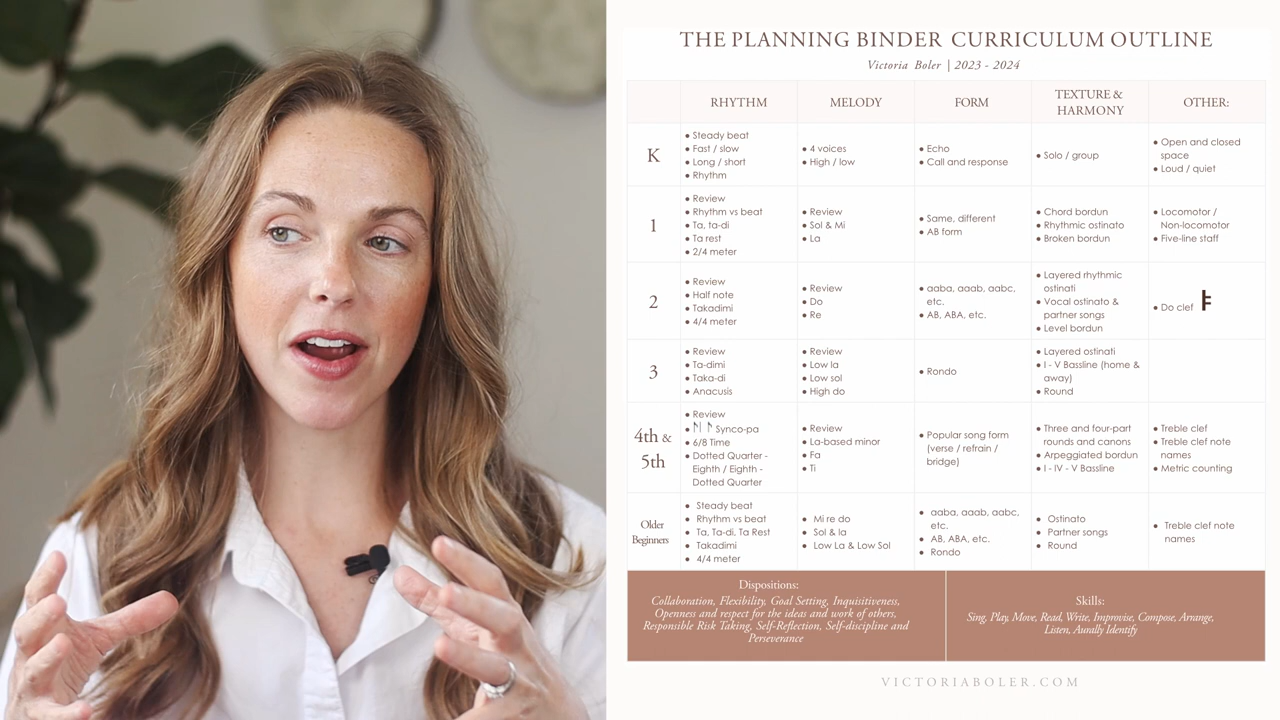 THE PLANNING BINDER CURRICULUM OUTLINE
Victoria Boler | 2023 - 2024
RHYTHM
MELODY
FORM
TEXTURE &
HARMONY
OTHER:
K
• Steady beat
• Fast / slow
• Long / short
• Rhythm
• 4 voices
• High / low
• Echo
• Call and response
• Solo / group
• Open and closed
space
• Loud / quiet
1
• Review
• Rhythm vs beat
• Ta, ta-di
• Ta rest
• 2/4 meter
• Review
• Sol & Mi
• La
• Same, different
• AB form
• Chord bordun
• Rhythmic ostinato
• Broken bordun
• Locomotor /
Non-locomotor
• Five-line staff
2
• Review
• Half note
• Takadimi
• 4/4 meter
• Review
• Do
• Re
• aaba, aaab, aabc,
etc.
• AB, ABA, etc.
• Layered rhythmic
ostinati
• Vocal ostinato &
partner songs
• Level bordun
• Do clef
3
• Review
• Ta-dimi
• Taka-di
• Anacusis
• Review
• Low la
• Low sol
• High do
• Rondo
• Layered ostinati
• I - V Bassline (home &
away)
• Round
4th &
5th
• Review
• Synco-pa
• 6/8 Time
• Dotted Quarter -
Eighth / Eighth -
Dotted Quarter
• Review
• La-based minor
• Fa
• Ti
• Popular song form
(verse / refrain /
bridge)
• Three and four-part
rounds and canons
• Arpeggiated bordun
• I - IV - V Bassline
• Treble clef
• Treble clef note
names
• Metric counting
Older
Beginners
• Steady beat
• Rhythm vs beat
• Ta, Ta-di, Ta Rest
• Takadimi
• 4/4 meter
• Mi re do
• Sol & la
• Low La & Low Sol
• aaba, aaab, aabc,
etc.
• AB, ABA, etc.
• Rondo
• Ostinato
• Partner songs
• Round
• Treble clef note
names
Dispositions:
Collaboration, Flexibility, Goal Setting, Inquisitiveness,
Openness and respect for the ideas and work of others,
Responsible Risk Taking, Self-Reflection, Self-discipline and
Perseverance
Skills:
Sing, Play, Move, Read, Write, Improvise, Compose, Arrange,
Listen, Aurally Identify
VICTORIABOLER.COM